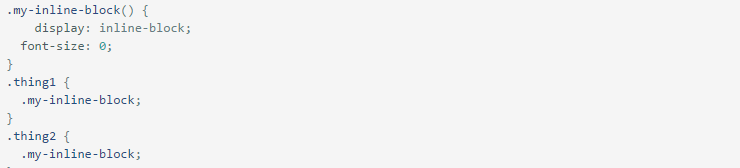 .my-inline-block() {
    display: inline-block;
  font-size: 0;
}
.thing1 {
  .my-inline-block;
}
.thing2 {
  .my-inline-block;